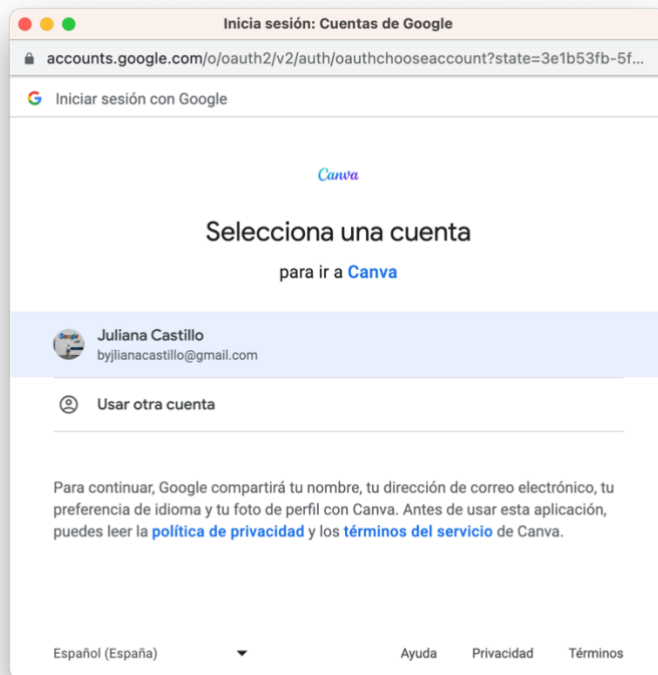 Inicia sesión: Cuentas de Google
accounts.google.com/o/oauth2/v2/auth/oauthchooseaccount?state=3e1b53fb-5f...
Iniciar sesión con Google
Canva
Selecciona una cuenta
para ir a Canva
Juliana Castillo
byjlianacastillo@gmail.com
Usar otra cuenta
Para continuar, Google compartirá tu nombre, tu dirección de correo electrónico, tu
preferencia de idioma y tu foto de perfil con Canva. Antes de usar esta aplicación,
puedes leer la política de privacidad y los términos del servicio de Canva.
Español (España) Ayuda Privacidad Términos